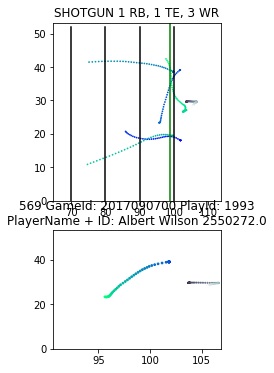 SHOTGUN 1 RB, 1 TE, 3 WR
50
40
30
20
10
0
70 80 90 100 110
569 GameId: 2017090700 PlayId: 1993
PlayerName + ID: Albert Wilson 2550272.0
40
20
0
95 100 105